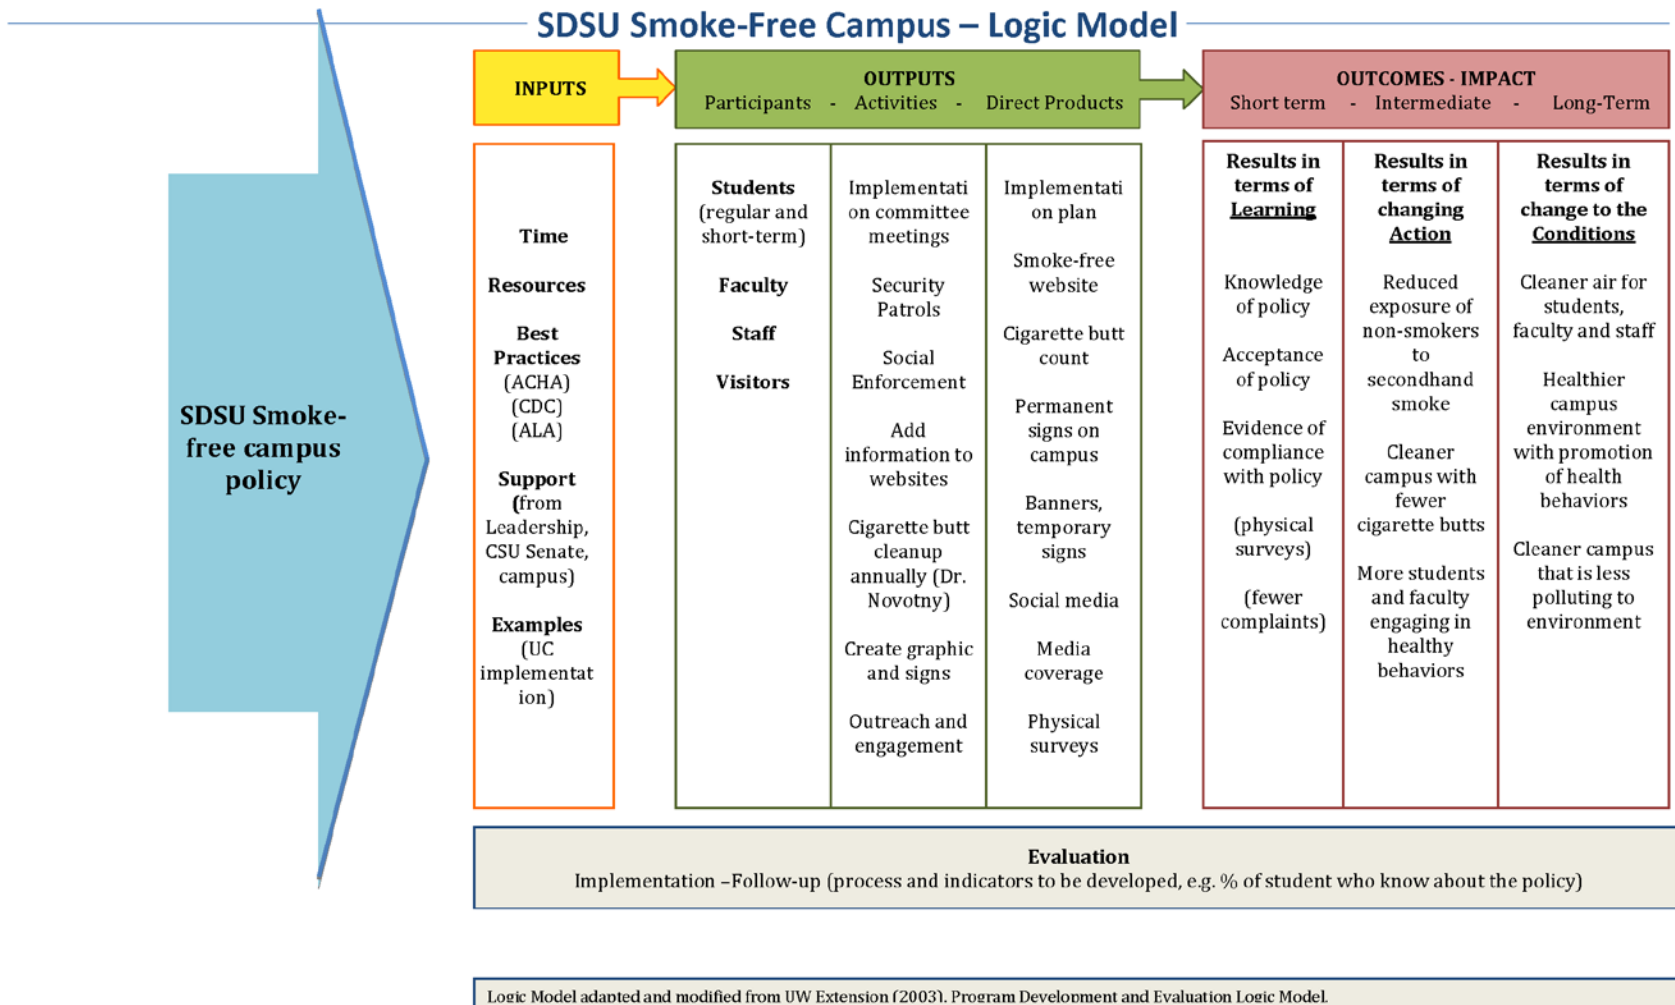 SDSU Smoke-Free Campus – Logic Model
SDSU Smoke-
free campus
policy
INPUTS
Time
Resources
Best
Practices
(ACHA)
(CDC)
(ALA)
Support
(from
Leadership,
CSU Senate,
campus)
Examples
(UC
implementat
ion)
OUTPUTS
Participants - Activities - Direct Products
Students
(regular and
short-term)
Faculty
Staff
Visitors
Implementati
on committee
meetings
Security
Patrols
Social
Enforcement
Add
information to
websites
Cigarette butt
cleanup
annually (Dr.
Novotny)
Create graphic
and signs
Outreach and
engagement
Implementati
on plan
Smoke-free
website
Cigarette butt
count
Permanent
signs on
campus
Banners,
temporary
signs
Social media
Media
coverage
Physical
surveys
OUTCOMES - IMPACT
Short term - Intermediate - Long-Term
Results in
terms of
Learning
Knowledge
of policy
Acceptance
of policy
Evidence of
compliance
with policy
(physical
surveys)
(fewer
complaints)
Results in
terms of
changing
Action
Reduced
exposure of
non-smokers
to
secondhand
smoke
Cleaner
campus with
fewer
cigarette butts
More students
and faculty
engaging in
healthy
behaviors
Results in
terms of
change to the
Conditions
Cleaner air for
students,
faculty and staff
Healthier
campus
environment
with promotion
of health
behaviors
Cleaner campus
that is less
polluting to
environment
Evaluation
Implementation –Follow-up (process and indicators to be developed, e.g. % of student who know about the policy)
Logic Model adapted and modified from UW Extension (2003). Program Development and Evaluation Logic Model.